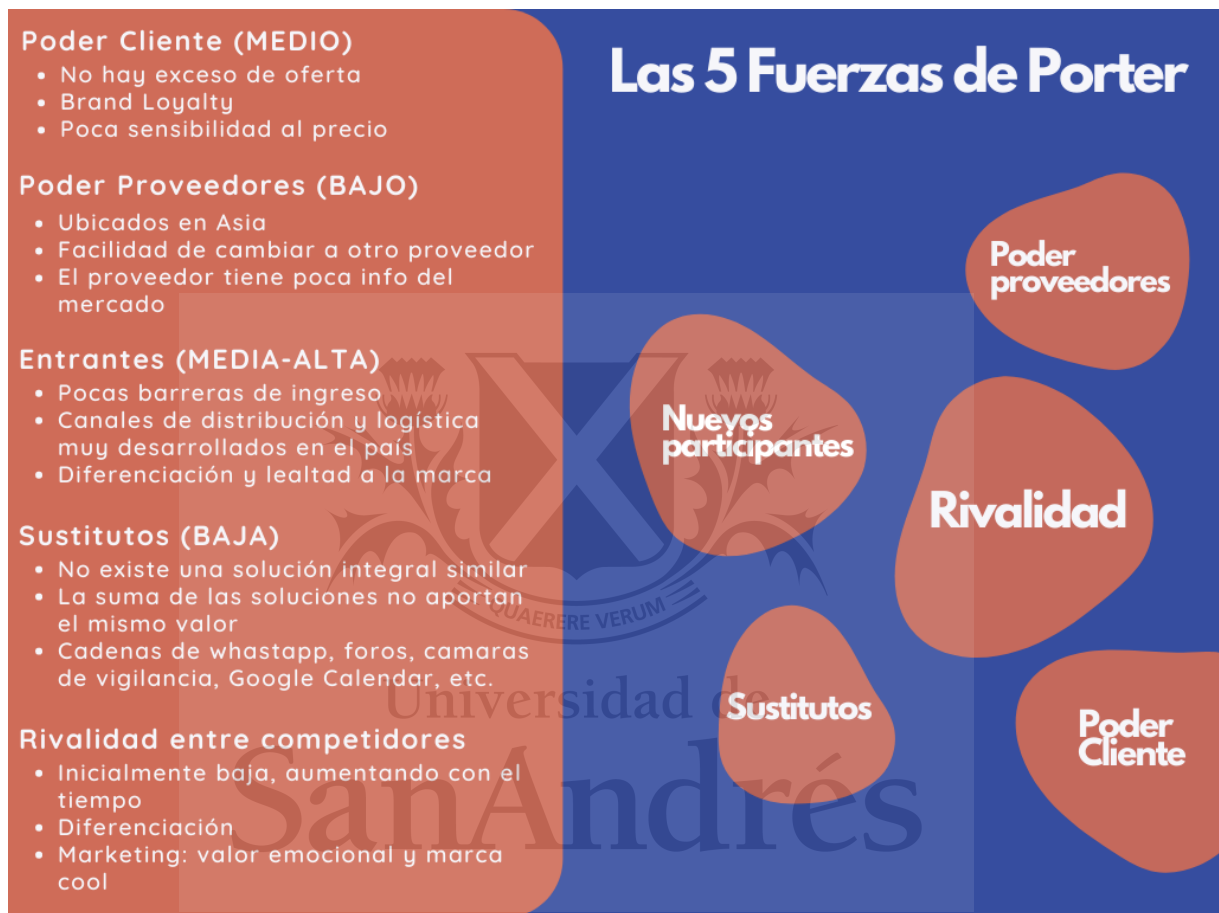 Poder Cliente (MEDIO)
• No hay exceso de oferta
• Brand Loyalty
• Poca sensibilidad al precio
Poder Proveedores (BAJO)
• Ubicados en Asia
• Facilidad de cambiar a otro proveedor
• El proveedor tiene poca info del
mercado
Entrantes (MEDIA-ALTA)
• Pocas barreras de ingreso
• Canales de distribución y logística
muy desarrollados en el país
• Diferenciación y lealtad a la marca
Sustitutos (BAJA)
• No existe una solución integral similar
• La suma de las soluciones no aportan
el mismo valor
• Cadenas de whastapp, foros, camaras
de vigilancia, Google Calendar, etc.
Rivalidad entre competidores
• Inicialmente baja, aumentando con el
tiempo
• Diferenciación
• Marketing: valor emocional y marca
cool
Las 5 Fuerzas de Porter
Poder
proveedores
Nuevos
participantes
Rivalidad
Sustitutos
Poder
Cliente
QUAERERE VERUM
Universidad de
SanAndrés